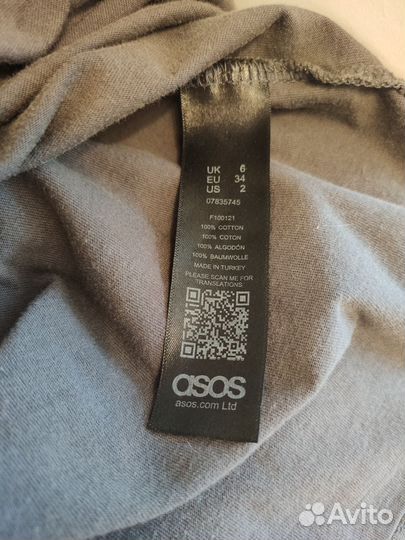 UK 6
EU 34
US 2
07835745
F100121
100% COTTON
100% COTON
100% ALGODÓN
100% BAUMWOLLE
MADE IN TURKEY
PLEASE SCAN ME FOR
TRANSLATIONS
asos
asos.com Ltd
Avito